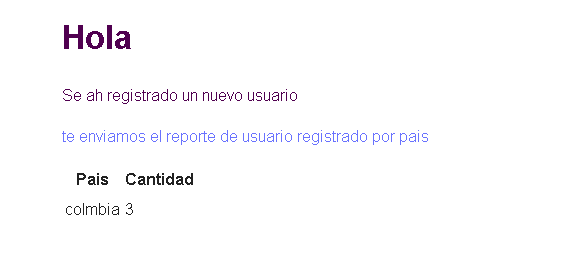 Hola
Se ah registrado un nuevo usuario
te enviamos el reporte de usuario registrado por pais
Pais Cantidad
colmbia 3